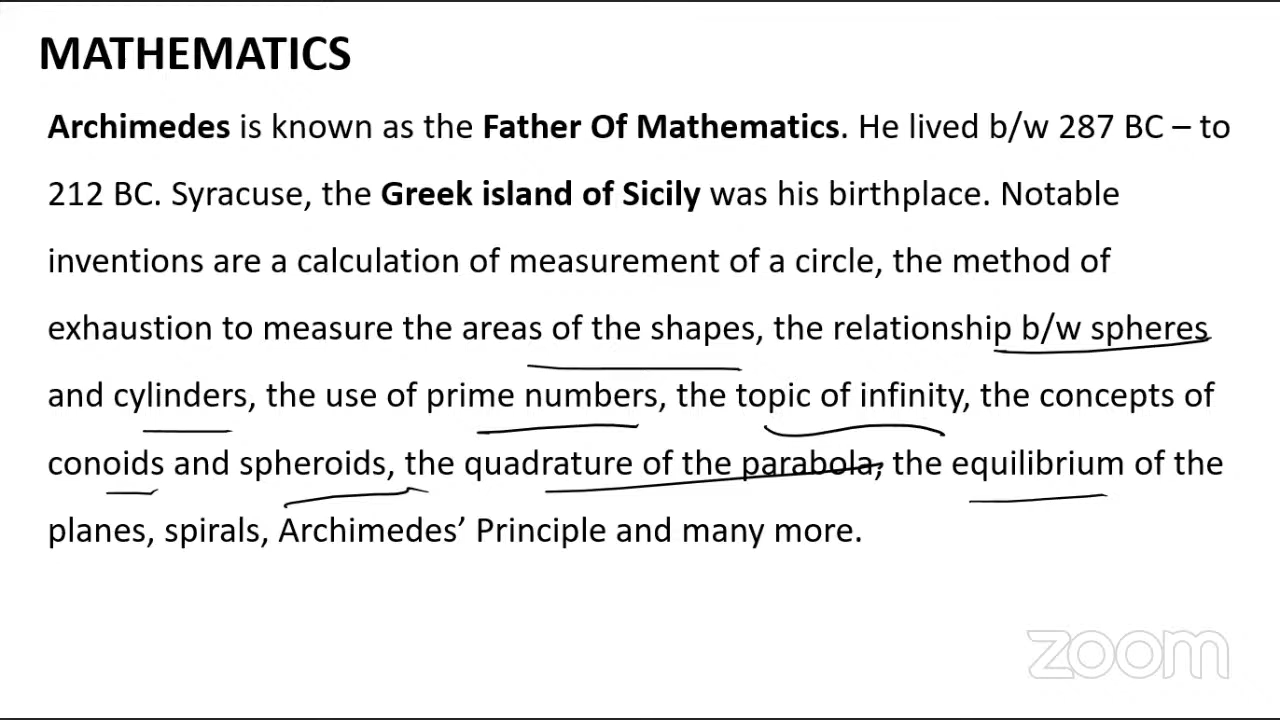 MATHEMATICS
Archimedes is known as the Father Of Mathematics. He lived b/w 287 BC – to
212 BC. Syracuse, the Greek island of Sicily was his birthplace. Notable
inventions are a calculation of measurement of a circle, the method of
exhaustion to measure the areas of the shapes, the relationship b/w spheres
and cylinders, the use of prime numbers, the topic of infinity, the concepts of
conoids and spheroids, the quadrature of the parabola, the equilibrium of the
planes, spirals, Archimedes’ Principle and many more.
zoom